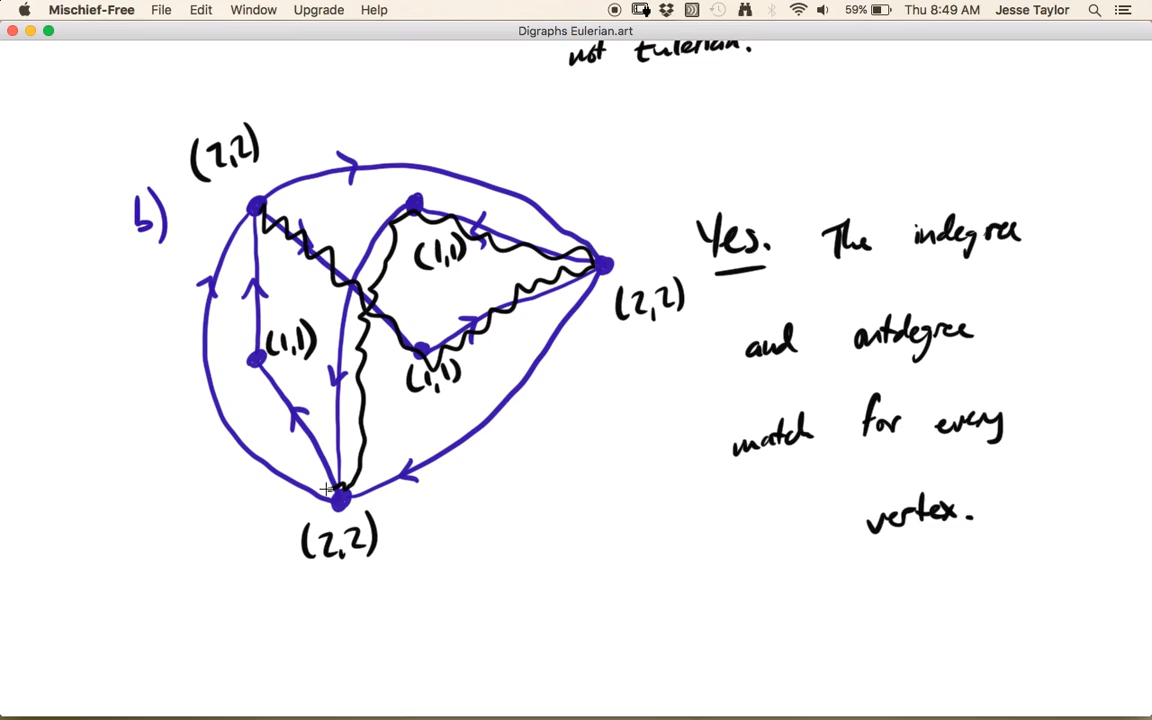 Mischief-Free File Edit Window Upgrade Help 59% Thu 8:49 AM Jesse Taylor
Digraphs Eulerian.art
not Eulerian.
(2,2)
b)
(1,1)
(2,2)
(1,1)
(1,1)
(2,2)
Yes. The indegree
and outdegree
match for every
vertex.